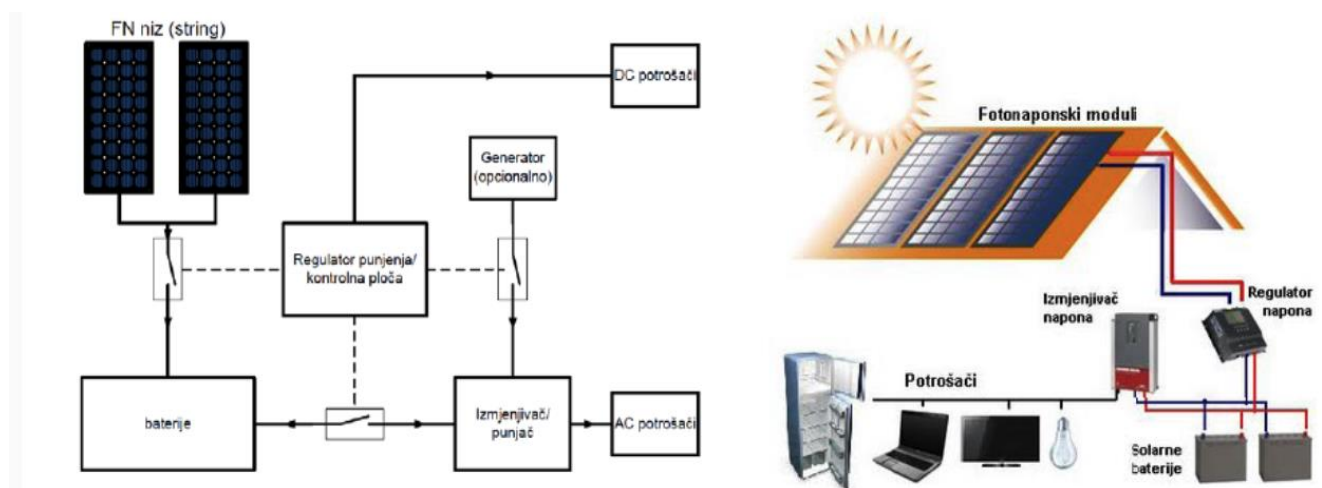 FN niz (string)
DC potrošači
Generator
(opcionalno)
Regulator punjenja/
kontrolna ploča
baterije
Izmjenjivač/
punjač
AC potrošači
Fotonaponski moduli
Izmjenjivač
napona
Regulator
napona
Potrošači
Solarne
baterije